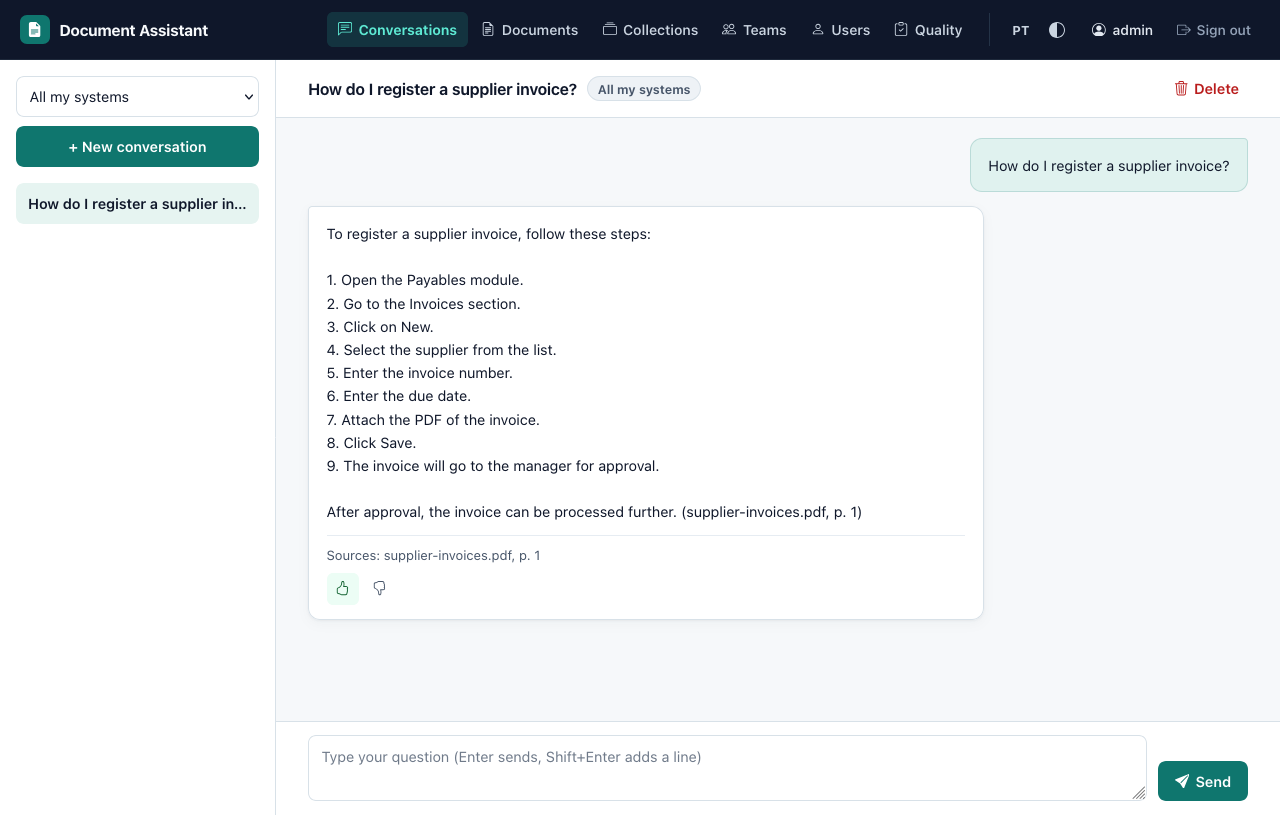 Document Assistant
Conversations
Documents
Collections
Teams
Users
Quality
PT
admin
Sign out
All my systems
+ New conversation
How do I register a supplier in...
How do I register a supplier invoice?
All my systems
Delete
How do I register a supplier invoice?
To register a supplier invoice, follow these steps:
1. Open the Payables module.
2. Go to the Invoices section.
3. Click on New.
4. Select the supplier from the list.
5. Enter the invoice number.
6. Enter the due date.
7. Attach the PDF of the invoice.
8. Click Save.
9. The invoice will go to the manager for approval.
After approval, the invoice can be processed further. (supplier-invoices.pdf, p. 1)
Sources: supplier-invoices.pdf, p. 1
Type your question (Enter sends, Shift+Enter adds a line)
Send